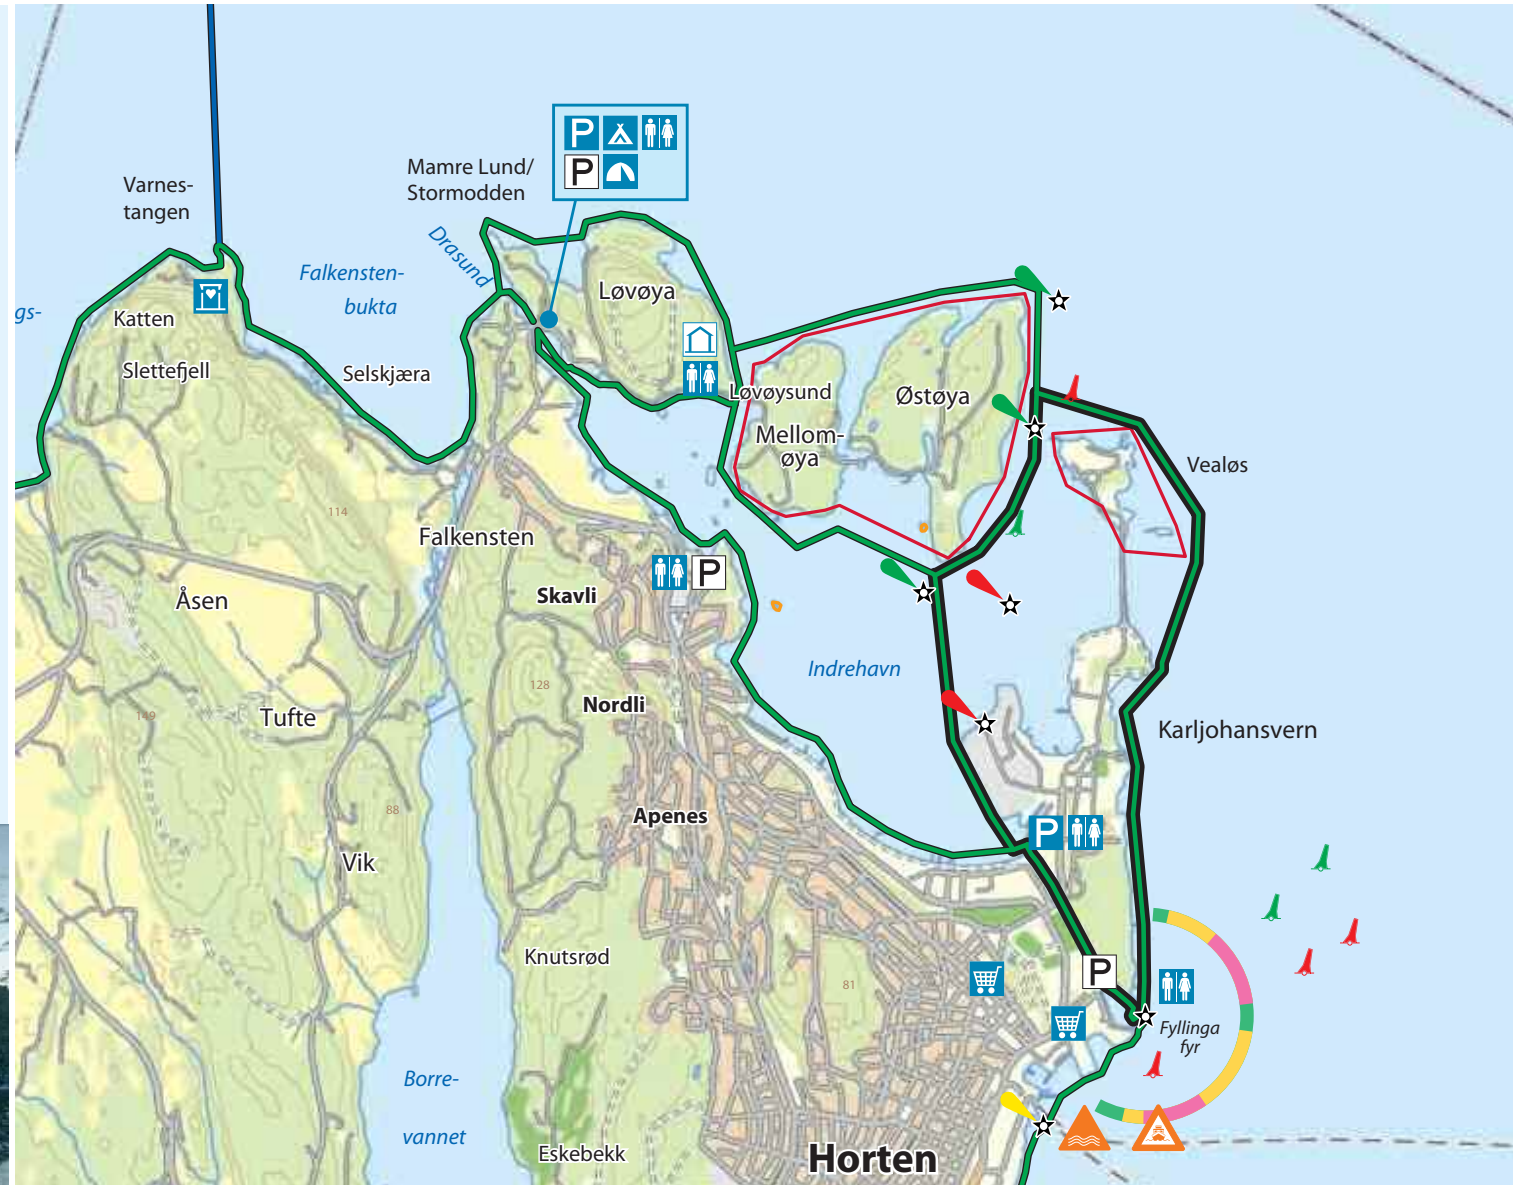 Varnes-
tangen
Mamre Lund/
Stormodden
P
P
Drasund
Falkensten-
bukta
gs-
Katten
Slettefjell
Selskjæra
Løvøya
Løvøysund
Mellom-
øya
Østøya
Vealøs
114
Falkensten
Åsen
Skavli
P
Indrehavn
128
Nordli
149
Tufte
Karljohansvern
88
Apenes
P
Vik
Knutsrød
81
P
Fyllinga
fyr
Borre-
vannet
Eskebekk
Horten